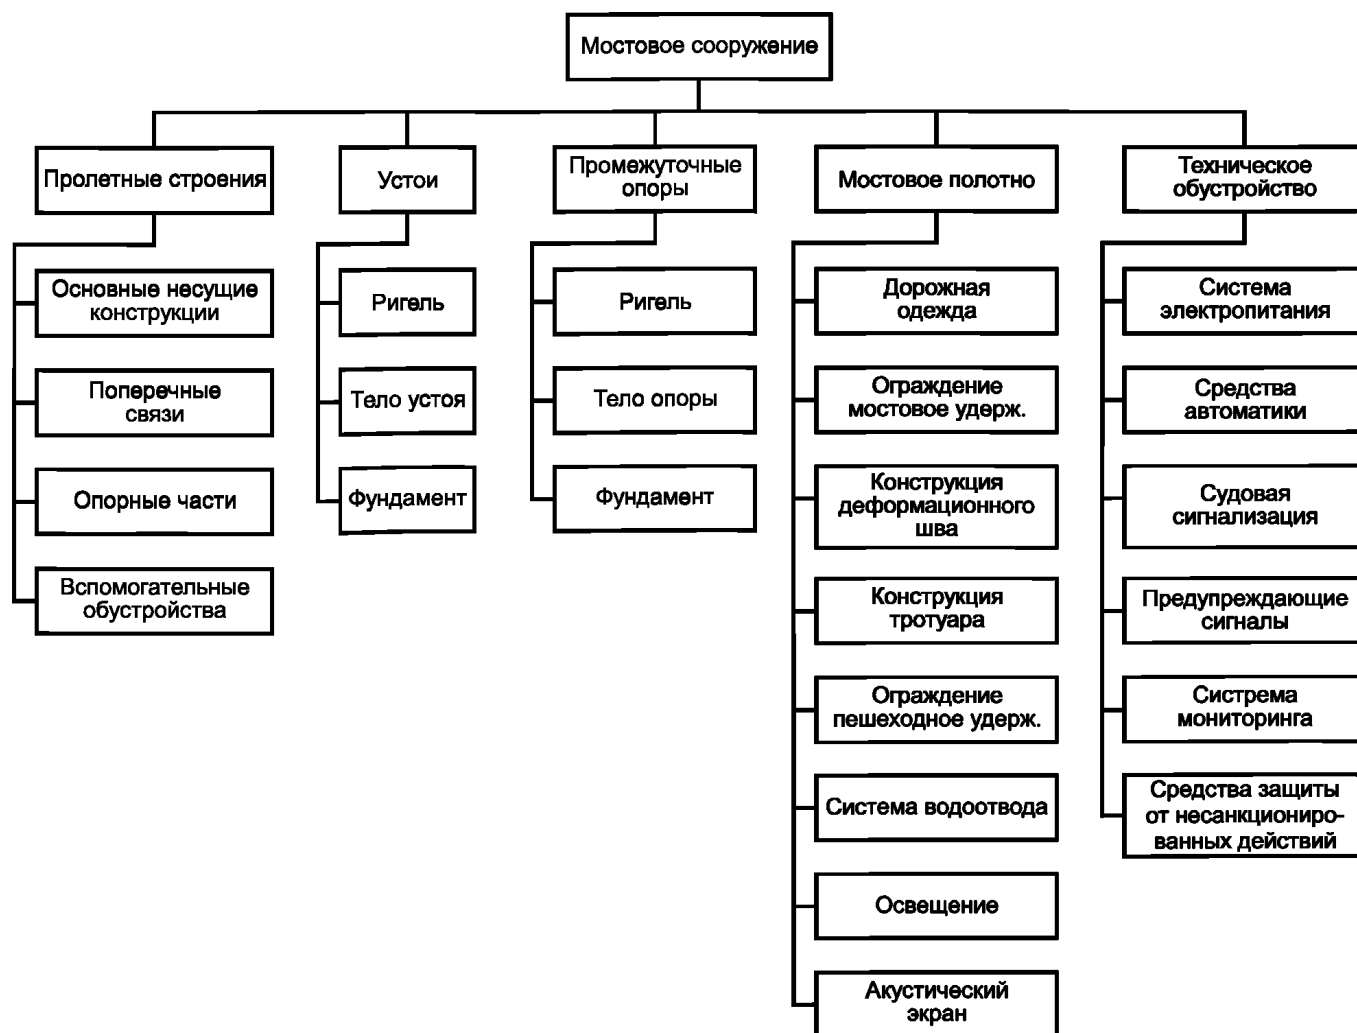 Мостовое сооружение
Пролетные строения
Устои
Промежуточные
опоры
Мостовое полотно
Техническое
обустройство
Основные несущие
конструкции
Поперечные
связи
Опорные части
Вспомогательные
обустройства
Ригель
Тело устоя
Фундамент
Ригель
Тело опоры
Фундамент
Дорожная
одежда
Ограждение
мостовое удерж.
Конструкция
деформационного
шва
Конструкция
тротуара
Ограждение
пешеходное удерж.
Система водоотвода
Освещение
Акустический
экран
Система
электропитания
Средства
автоматики
Судовая
сигнализация
Предупреждающие
сигналы
Систрема
мониторинга
Средства защиты
от несанкциониро-
ванных действий